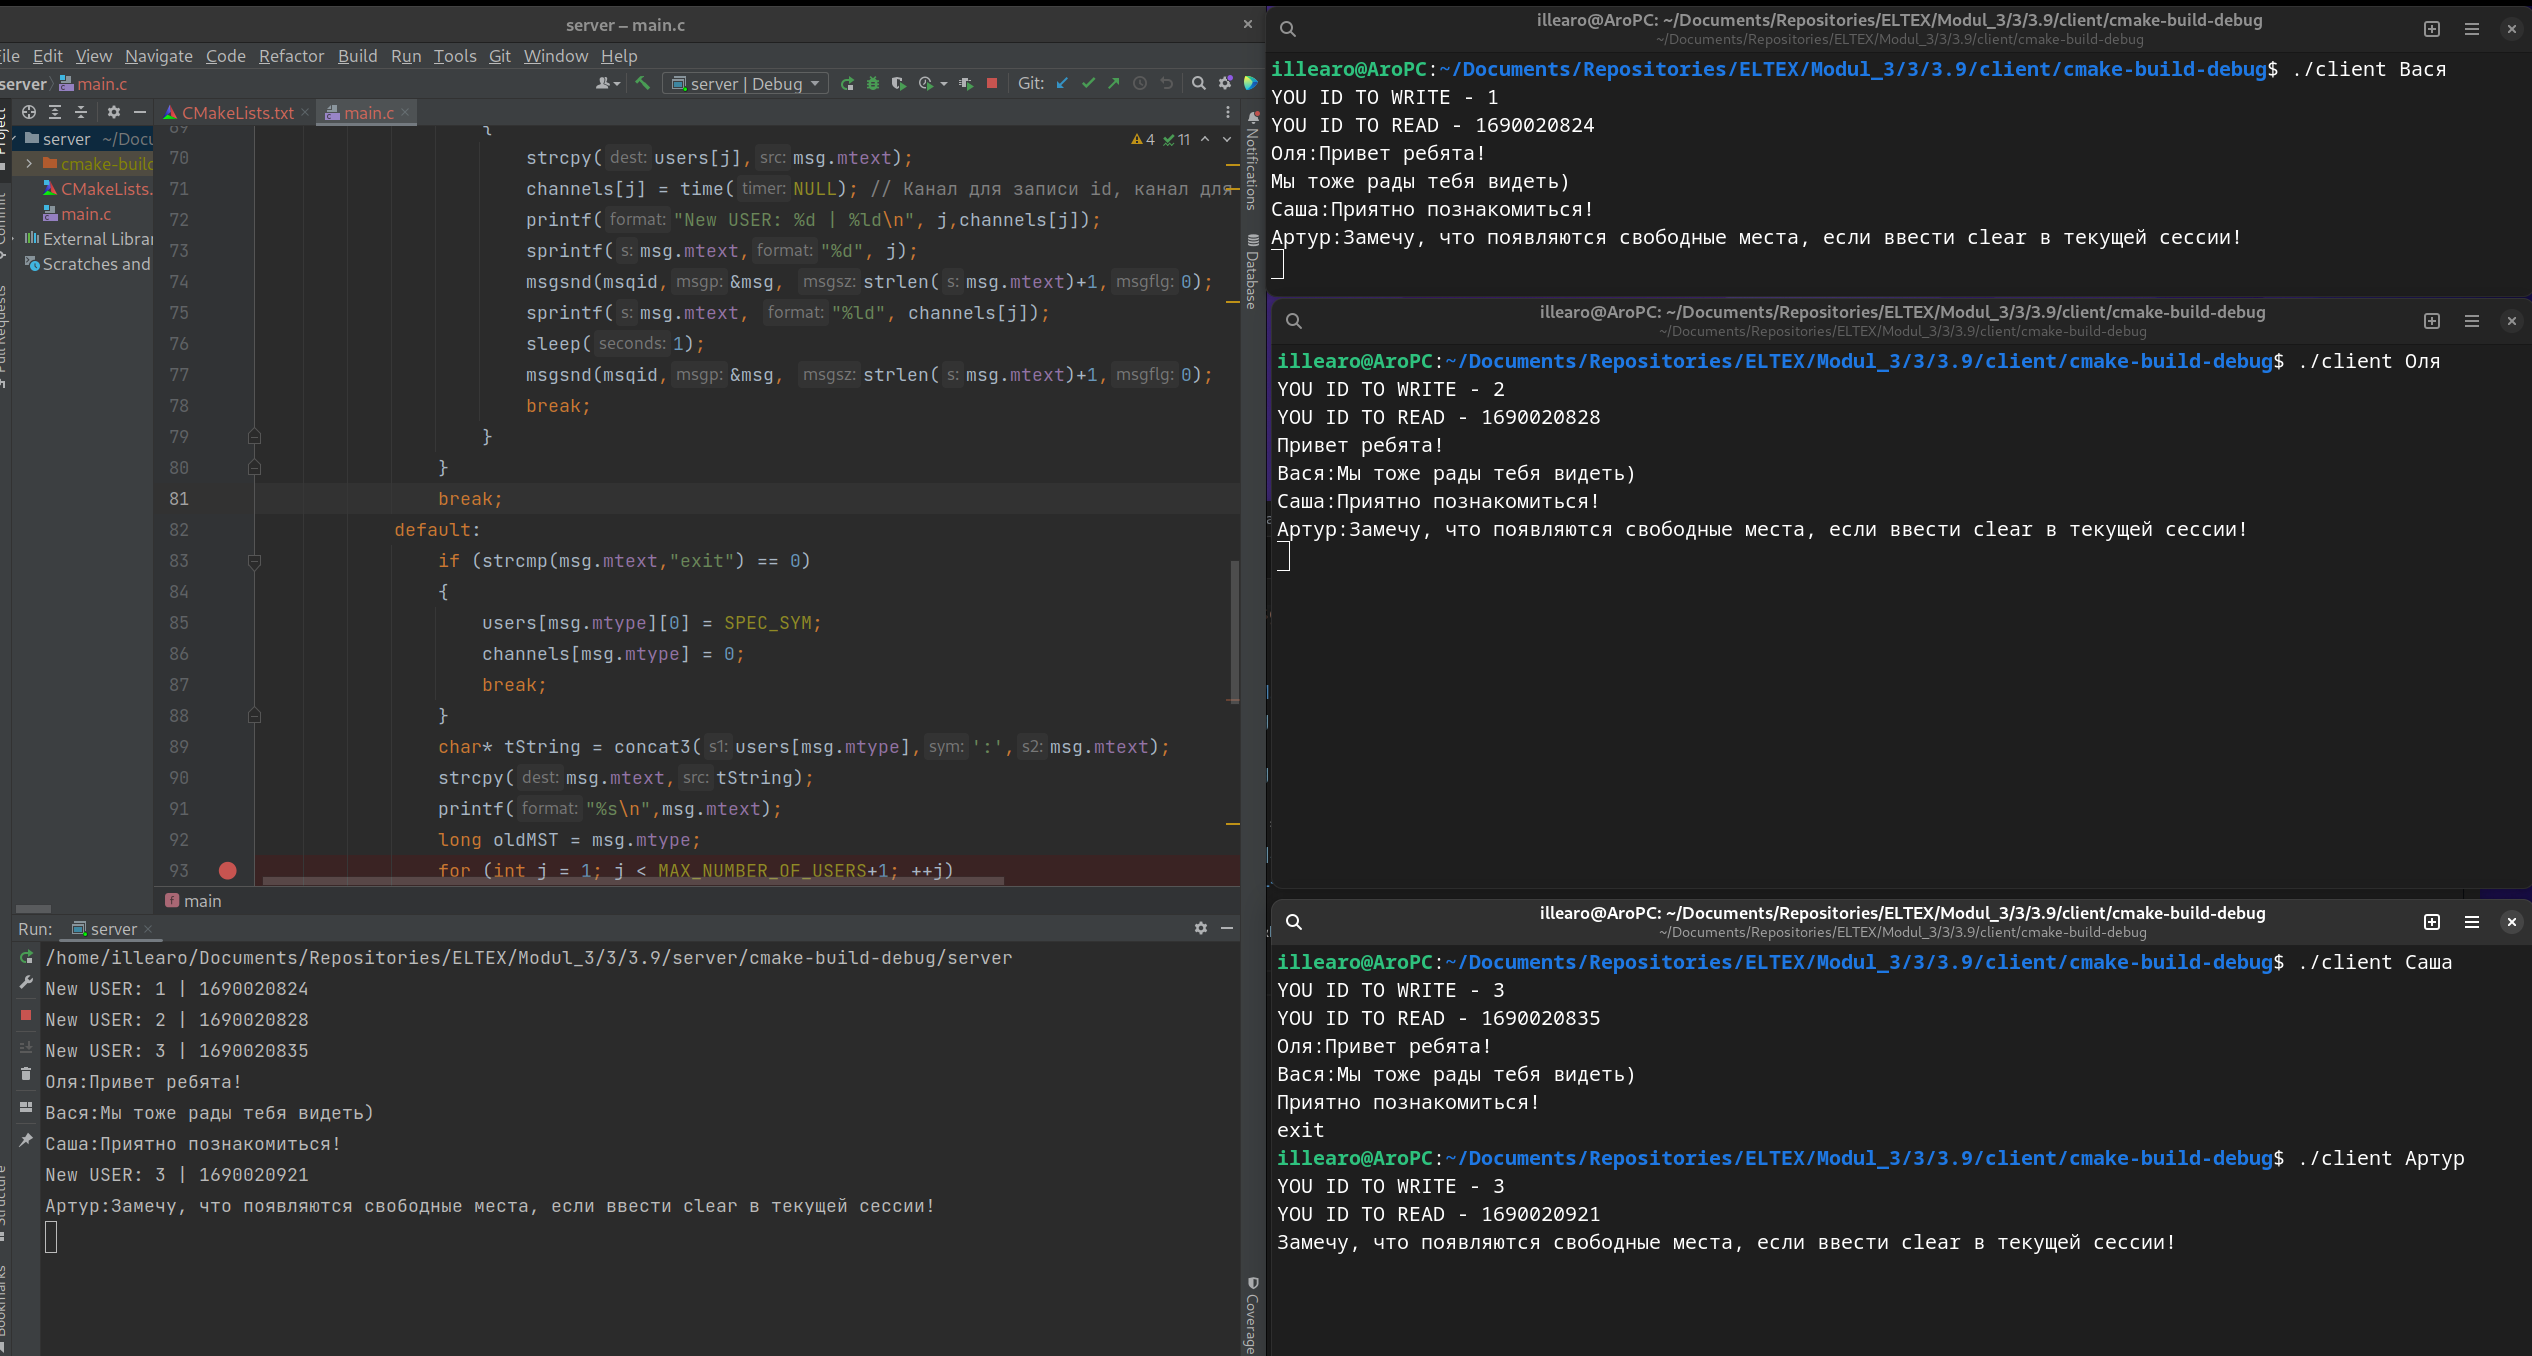 server – main.c
File Edit View Navigate Code Refactor Build Run Tools Git Window Help
server main.c
server | Debug
Git:
Project
server ~/Docu
cmake-build
CMakeLists.
main.c
External Librar
Scratches and
Commit
Pull Requests
Structure
Bookmarks
CMakeLists.txt main.c
4 11
69 {
70 strcpy( dest: users[j], src: msg.mtext);
71 channels[j] = time( timer: NULL); // Канал для записи id, канал для
72 printf( format: "New USER: %d | %ld\n", j,channels[j]);
73 sprintf( s: msg.mtext, format: "%d", j);
74 msgsnd(msqid, msgp: &msg, msgsz: strlen( s: msg.mtext)+1, msgflg: 0);
75 sprintf( s: msg.mtext, format: "%ld", channels[j]);
76 sleep( seconds: 1);
77 msgsnd(msqid, msgp: &msg, msgsz: strlen( s: msg.mtext)+1, msgflg: 0);
78 break;
79 }
80 }
81 break;
82 default:
83 if (strcmp(msg.mtext,"exit") == 0)
84 {
85 users[msg.mtype][0] = SPEC_SYM;
86 channels[msg.mtype] = 0;
87 break;
88 }
89 char* tString = concat3( s1: users[msg.mtype], sym: ':', s2: msg.mtext);
90 strcpy( dest: msg.mtext, src: tString);
91 printf( format: "%s\n",msg.mtext);
92 long oldMST = msg.mtype;
93 for (int j = 1; j < MAX_NUMBER_OF_USERS+1; ++j)
main
Notifications
Database
Coverage
Run: server
/home/illearo/Documents/Repositories/ELTEX/Modul_3/3/3.9/server/cmake-build-debug/server
New USER: 1 | 1690020824
New USER: 2 | 1690020828
New USER: 3 | 1690020835
Оля:Привет ребята!
Вася:Мы тоже рады тебя видеть)
Саша:Приятно познакомиться!
New USER: 3 | 1690020921
Артур:Замечу, что появляются свободные места, если ввести clear в текущей сессии!
illearo@AroPC: ~/Documents/Repositories/ELTEX/Modul_3/3/3.9/client/cmake-build-debug
~/Documents/Repositories/ELTEX/Modul_3/3/3.9/client/cmake-build-debug
illearo@AroPC:~/Documents/Repositories/ELTEX/Modul_3/3/3.9/client/cmake-build-debug$ ./client Вася
YOU ID TO WRITE - 1
YOU ID TO READ - 1690020824
Оля:Привет ребята!
Мы тоже рады тебя видеть)
Саша:Приятно познакомиться!
Артур:Замечу, что появляются свободные места, если ввести clear в текущей сессии!
illearo@AroPC: ~/Documents/Repositories/ELTEX/Modul_3/3/3.9/client/cmake-build-debug
~/Documents/Repositories/ELTEX/Modul_3/3/3.9/client/cmake-build-debug
illearo@AroPC:~/Documents/Repositories/ELTEX/Modul_3/3/3.9/client/cmake-build-debug$ ./client Оля
YOU ID TO WRITE - 2
YOU ID TO READ - 1690020828
Привет ребята!
Вася:Мы тоже рады тебя видеть)
Саша:Приятно познакомиться!
Артур:Замечу, что появляются свободные места, если ввести clear в текущей сессии!
illearo@AroPC: ~/Documents/Repositories/ELTEX/Modul_3/3/3.9/client/cmake-build-debug
~/Documents/Repositories/ELTEX/Modul_3/3/3.9/client/cmake-build-debug
illearo@AroPC:~/Documents/Repositories/ELTEX/Modul_3/3/3.9/client/cmake-build-debug$ ./client Саша
YOU ID TO WRITE - 3
YOU ID TO READ - 1690020835
Оля:Привет ребята!
Вася:Мы тоже рады тебя видеть)
Приятно познакомиться!
exit
illearo@AroPC:~/Documents/Repositories/ELTEX/Modul_3/3/3.9/client/cmake-build-debug$ ./client Артур
YOU ID TO WRITE - 3
YOU ID TO READ - 1690020921
Замечу, что появляются свободные места, если ввести clear в текущей сессии!